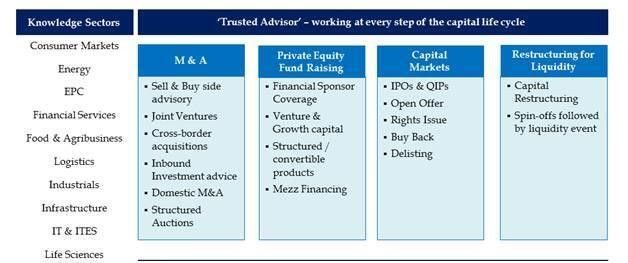 Knowledge Sectors
Consumer Markets
Energy
EPC
Financial Services
Food & Agribusiness
Logistics
Industrials
Infrastructure
IT & ITES
Life Sciences
'Trusted Advisor' – working at every step of the capital life cycle
M & A
▪ Sell & Buy side
advisory
▪ Joint Ventures
▪ Cross-border
acquisitions
▪ Inbound
Investment advice
▪ Domestic M&A
▪ Structured
Auctions
Private Equity
Fund Raising
▪ Financial Sponsor
Coverage
▪ Venture &
Growth capital
▪ Structured /
convertible
products
▪ Mezz Financing
Capital
Markets
▪ IPOs & QIPs
▪ Open Offer
▪ Rights Issue
▪ Buy Back
▪ Delisting
Restructuring for
Liquidity
▪ Capital
Restructuring
▪ Spin-offs followed
by liquidity event